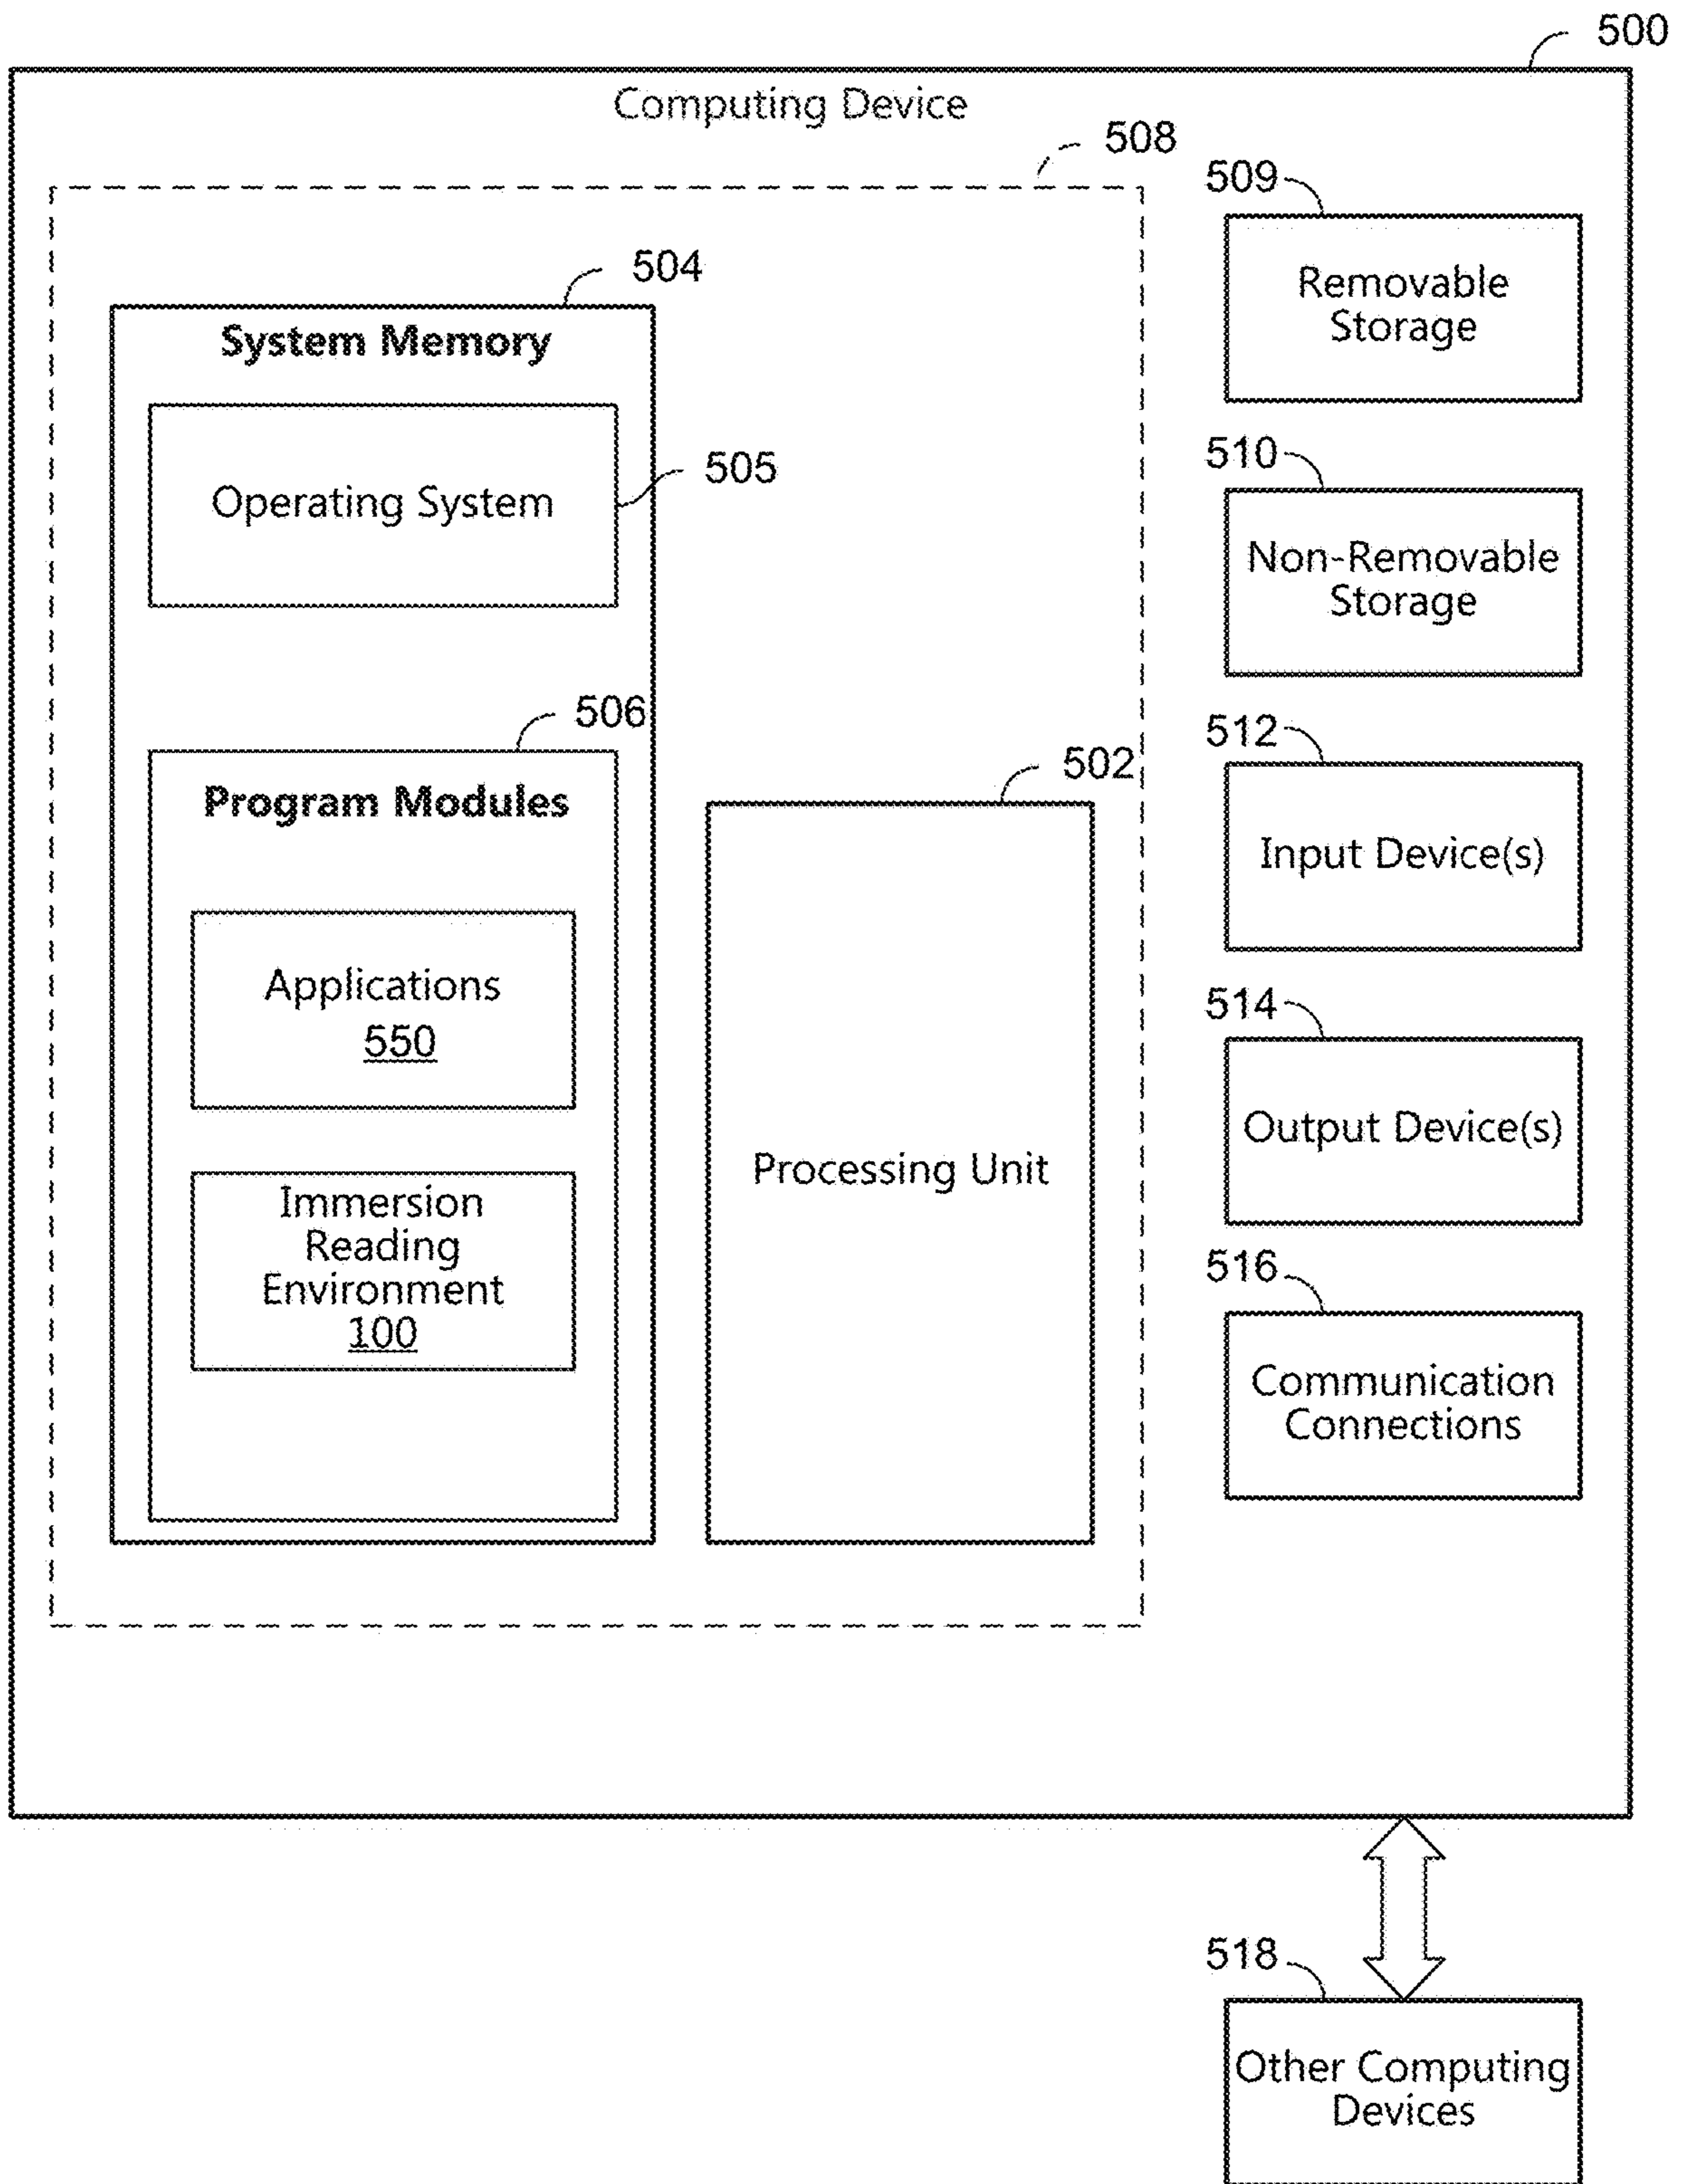 500
Computing Device
508
509
Removable
Storage
504
System Memory
Operating System
505
510
Non-Removable
Storage
506
Program Modules
502
512
Input Device(s)
Applications
550
514
Output Device(s)
Processing Unit
Immersion
Reading
Environment
100
516
Communication
Connections
518
Other Computing
Devices